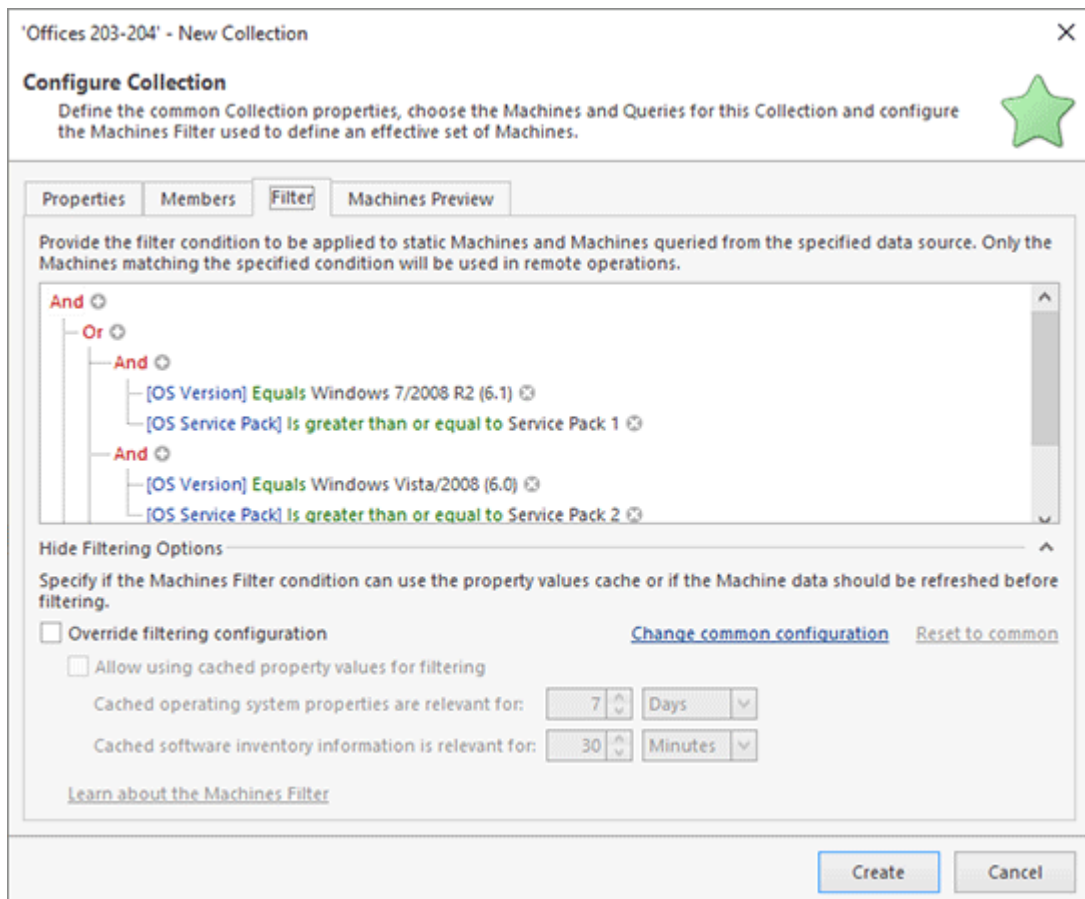 'Offices 203-204' - New Collection
Configure Collection
Define the common Collection properties, choose the Machines and Queries for this Collection and configure
the Machines Filter used to define an effective set of Machines.
Properties Members Filter Machines Preview
Provide the filter condition to be applied to static Machines and Machines queried from the specified data source. Only the
Machines matching the specified condition will be used in remote operations.
And
Or
And
[OS Version] Equals Windows 7/2008 R2 (6.1)
[OS Service Pack] Is greater than or equal to Service Pack 1
And
[OS Version] Equals Windows Vista/2008 (6.0)
[OS Service Pack] Is greater than or equal to Service Pack 2
Hide Filtering Options
Specify if the Machines Filter condition can use the property values cache or if the Machine data should be refreshed before
filtering.
Override filtering configuration Change common configuration Reset to common
Allow using cached property values for filtering
Cached operating system properties are relevant for: 7 Days
Cached software inventory information is relevant for: 30 Minutes
Learn about the Machines Filter
Create Cancel